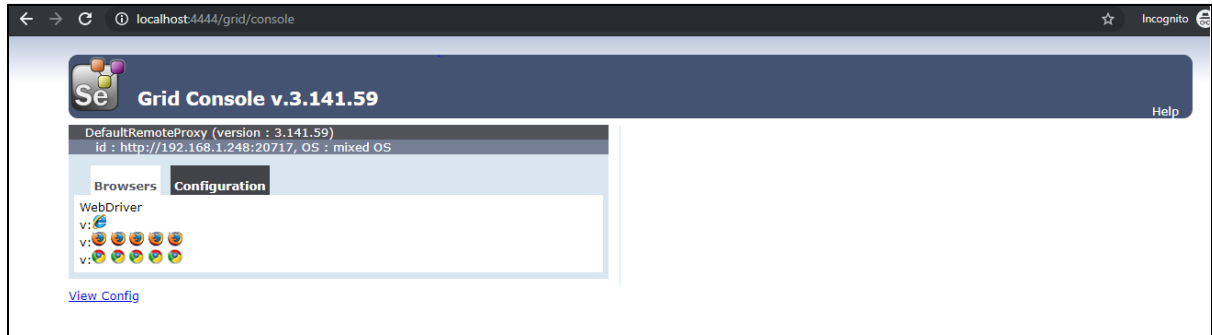 localhost:4444/grid/console
Incognito
Se
Grid Console v.3.141.59
Help
DefaultRemoteProxy (version : 3.141.59)
id : http://192.168.1.248:20717, OS : mixed OS
Browsers Configuration
WebDriver
v:
v:
v:
View Config